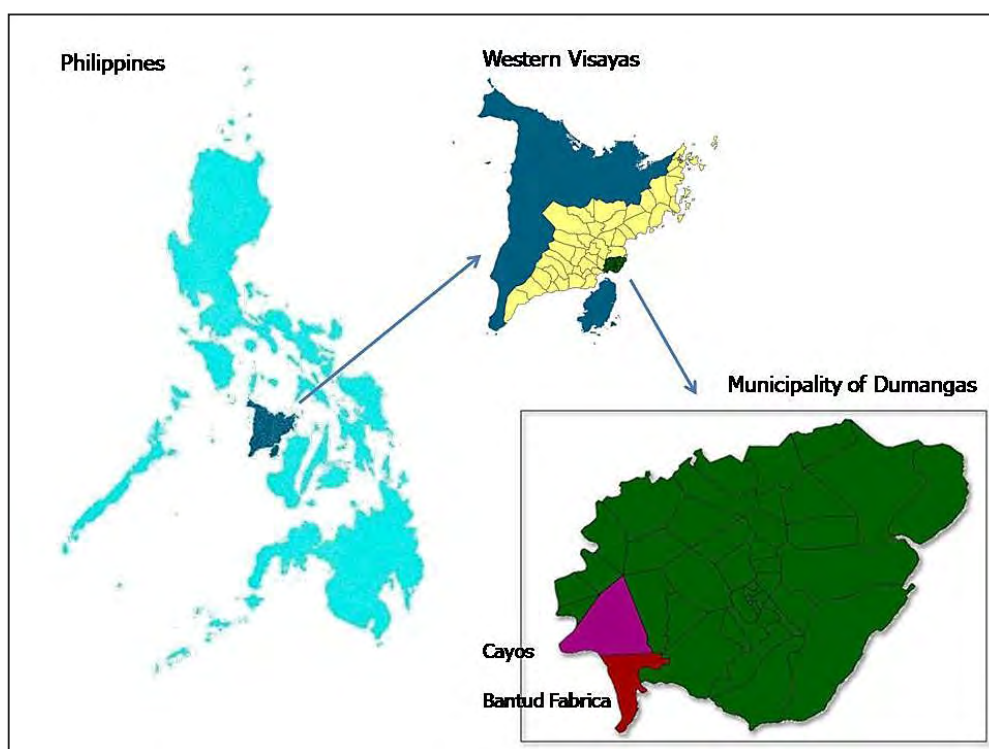 Philippines
Western Visayas
Municipality of Dumangas
Cayos
Bantud Fabrica